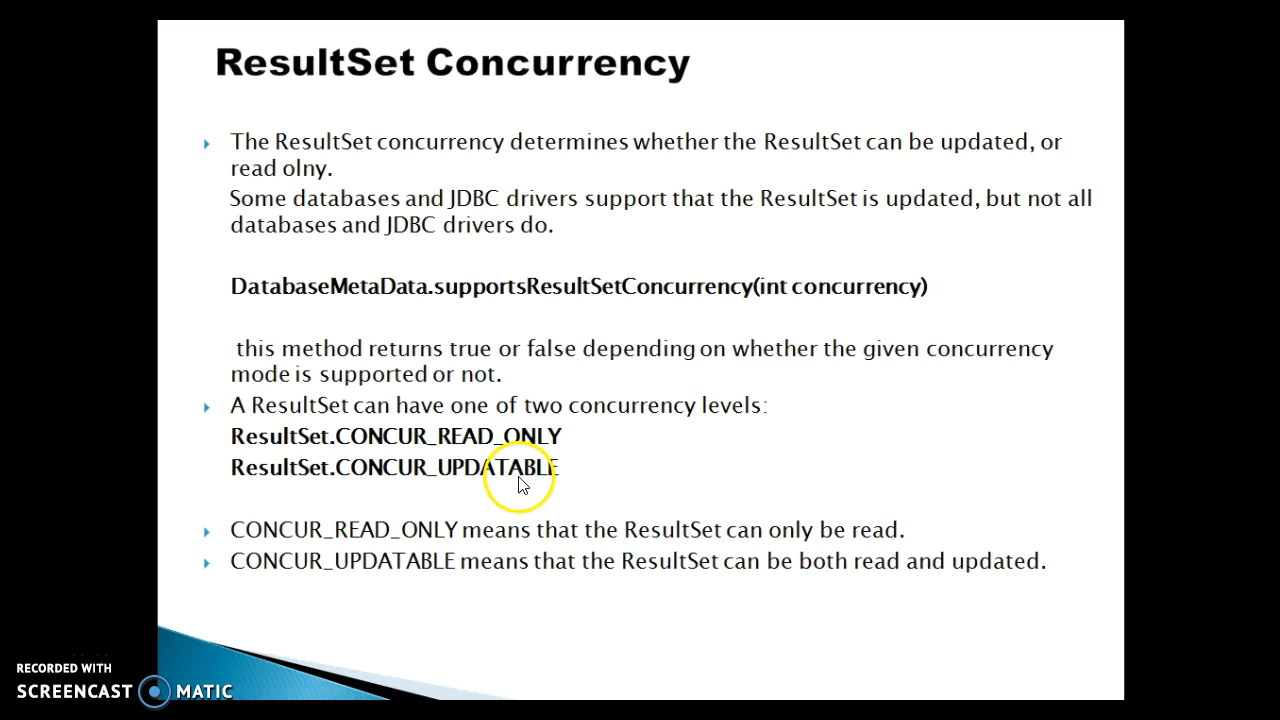 ResultSet Concurrency
The ResultSet concurrency determines whether the ResultSet can be updated, or
read olny.
Some databases and JDBC drivers support that the ResultSet is updated, but not all
databases and JDBC drivers do.
DatabaseMetaData.supportsResultSetConcurrency(int concurrency)
this method returns true or false depending on whether the given concurrency
mode is supported or not.
A ResultSet can have one of two concurrency levels:
ResultSet.CONCUR_READ_ONLY
ResultSet.CONCUR_UPDATABLE
CONCUR_READ_ONLY means that the ResultSet can only be read.
CONCUR_UPDATABLE means that the ResultSet can be both read and updated.
RECORDED WITH
SCREENCAST MATIC